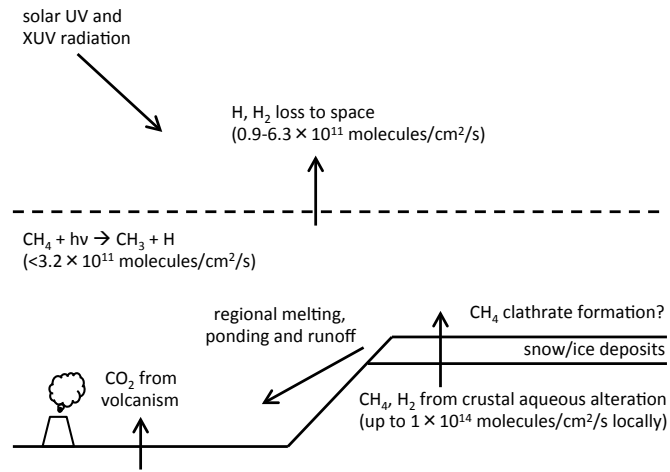 solar UV and
XUV radiation
H, H₂ loss to space
(0.9-6.3 × 10¹¹ molecules/cm²/s)
CH₄ + hν → CH₃ + H
(<3.2 × 10¹¹ molecules/cm²/s)
regional melting,
ponding and runoff
CH₄ clathrate formation?
snow/ice deposits
CO₂ from
volcanism
CH₄, H₂ from crustal aqueous alteration
(up to 1 × 10¹⁴ molecules/cm²/s locally)